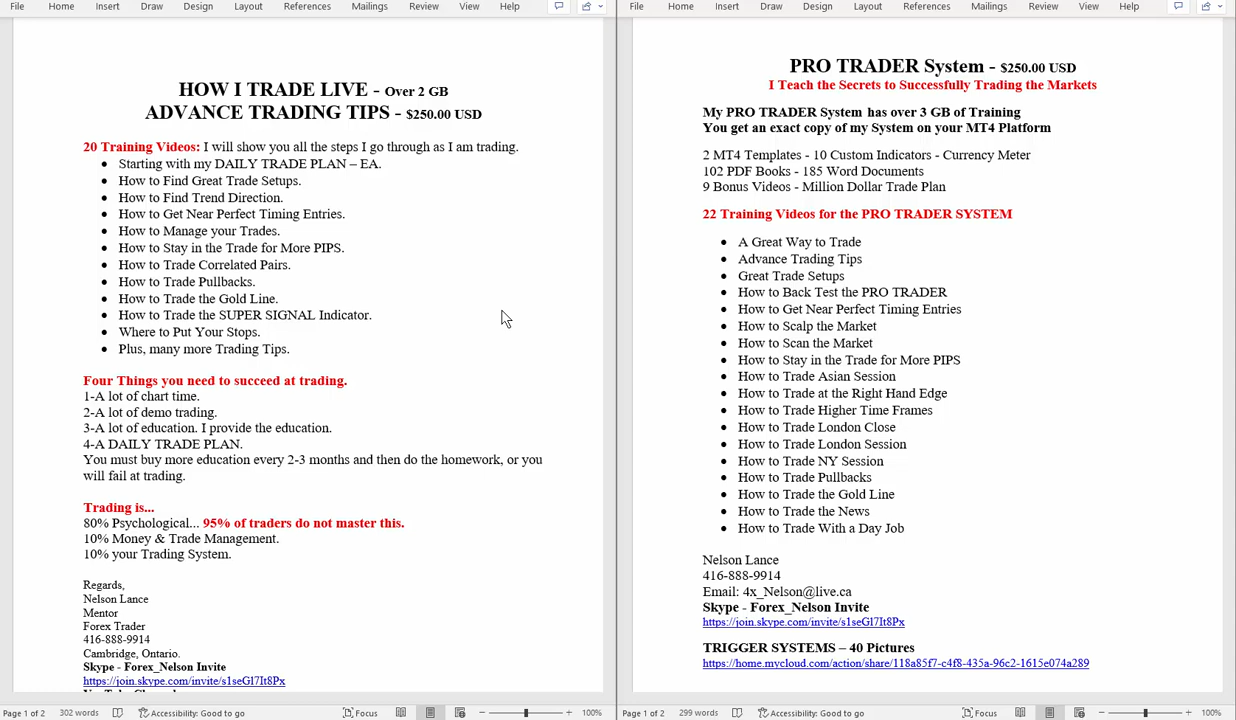 File Home Insert Draw Design Layout References Mailings Review View Help
HOW I TRADE LIVE – Over 2 GB
ADVANCE TRADING TIPS - $250.00 USD
20 Training Videos: I will show you all the steps I go through as I am trading.
• Starting with my DAILY TRADE PLAN – EA.
• How to Find Great Trade Setups.
• How to Find Trend Direction.
• How to Get Near Perfect Timing Entries.
• How to Manage your Trades.
• How to Stay in the Trade for More PIPS.
• How to Trade Correlated Pairs.
• How to Trade Pullbacks.
• How to Trade the Gold Line.
• How to Trade the SUPER SIGNAL Indicator.
• Where to Put Your Stops.
• Plus, many more Trading Tips.
Four Things you need to succeed at trading.
1-A lot of chart time.
2-A lot of demo trading.
3-A lot of education. I provide the education.
4-A DAILY TRADE PLAN.
You must buy more education every 2-3 months and then do the homework, or you
will fail at trading.
Trading is...
80% Psychological... 95% of traders do not master this.
10% Money & Trade Management.
10% your Trading System.
Regards,
Nelson Lance
Mentor
Forex Trader
416-888-9914
Cambridge, Ontario.
Skype - Forex_Nelson Invite
https://join.skype.com/invite/s1seGl7It8Px
Page 1 of 2 302 words Accessibility: Good to go Focus 100%
File Home Insert Draw Design Layout References Mailings Review View Help
PRO TRADER System – $250.00 USD
I Teach the Secrets to Successfully Trading the Markets
My PRO TRADER System has over 3 GB of Training
You get an exact copy of my System on your MT4 Platform
2 MT4 Templates - 10 Custom Indicators - Currency Meter
102 PDF Books - 185 Word Documents
9 Bonus Videos - Million Dollar Trade Plan
22 Training Videos for the PRO TRADER SYSTEM
• A Great Way to Trade
• Advance Trading Tips
• Great Trade Setups
• How to Back Test the PRO TRADER
• How to Get Near Perfect Timing Entries
• How to Scalp the Market
• How to Scan the Market
• How to Stay in the Trade for More PIPS
• How to Trade Asian Session
• How to Trade at the Right Hand Edge
• How to Trade Higher Time Frames
• How to Trade London Close
• How to Trade London Session
• How to Trade NY Session
• How to Trade Pullbacks
• How to Trade the Gold Line
• How to Trade the News
• How to Trade With a Day Job
Nelson Lance
416-888-9914
Email: 4x_Nelson@live.ca
Skype - Forex_Nelson Invite
https://join.skype.com/invite/s1seGl7It8Px
TRIGGER SYSTEMS – 40 Pictures
https://home.mycloud.com/action/share/118a85f7-c4f8-435a-96c2-1615e074a289
Page 1 of 2 299 words Accessibility: Good to go Focus 100%